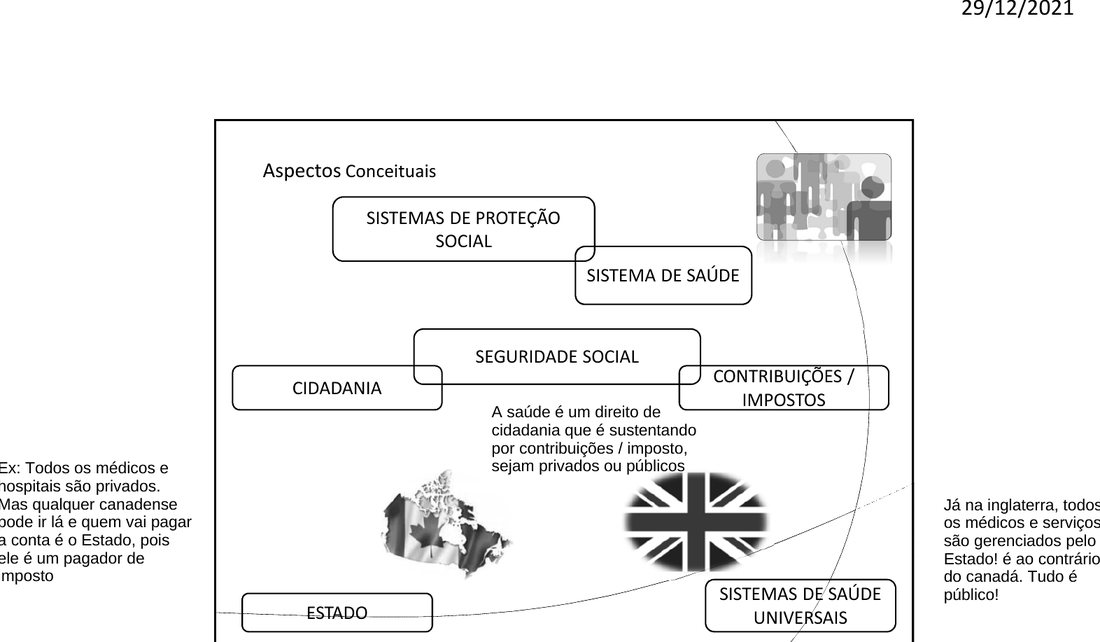 29/12/2021
Aspectos Conceituais
SISTEMAS DE PROTEÇÃO
SOCIAL
SISTEMA DE SAÚDE
SEGURIDADE SOCIAL
CIDADANIA
CONTRIBUIÇÕES /
IMPOSTOS
A saúde é um direito de
cidadania que é sustentando
por contribuições / imposto,
sejam privados ou públicos
Ex: Todos os médicos e
hospitais são privados.
Mas qualquer canadense
pode ir lá e quem vai pagar
a conta é o Estado, pois
ele é um pagador de
imposto
Já na inglaterra, todos
os médicos e serviços
são gerenciados pelo
Estado! é ao contrário
do canadá. Tudo é
público!
ESTADO
SISTEMAS DE SAÚDE
UNIVERSAIS